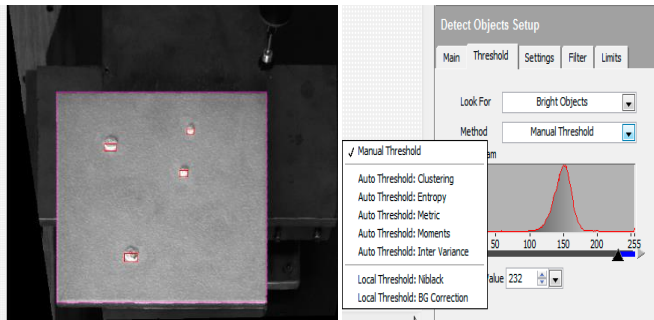 Detect Objects Setup
Main Threshold Settings Filter Limits
Look For Bright Objects
Method Manual Threshold
✓ Manual Threshold
Auto Threshold: Clustering
Auto Threshold: Entropy
Auto Threshold: Metric
Auto Threshold: Moments
Auto Threshold: Inter Variance
Local Threshold: Niblack
Local Threshold: BG Correction
50 100 150 200 255
Value 232